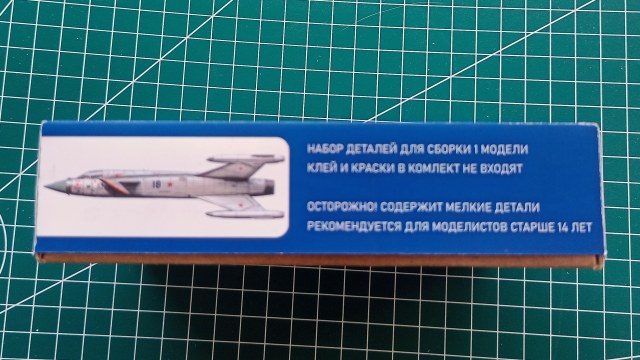 НАБОР ДЕТАЛЕЙ ДЛЯ СБОРКИ 1 МОДЕЛИ
КЛЕЙ И КРАСКИ В КОМЛЕКТ НЕ ВХОДЯТ
ОСТОРОЖНО! СОДЕРЖИТ МЕЛКИЕ ДЕТАЛИ
РЕКОМЕНДУЕТСЯ ДЛЯ МОДЕЛИСТОВ СТАРШЕ 14 ЛЕТ